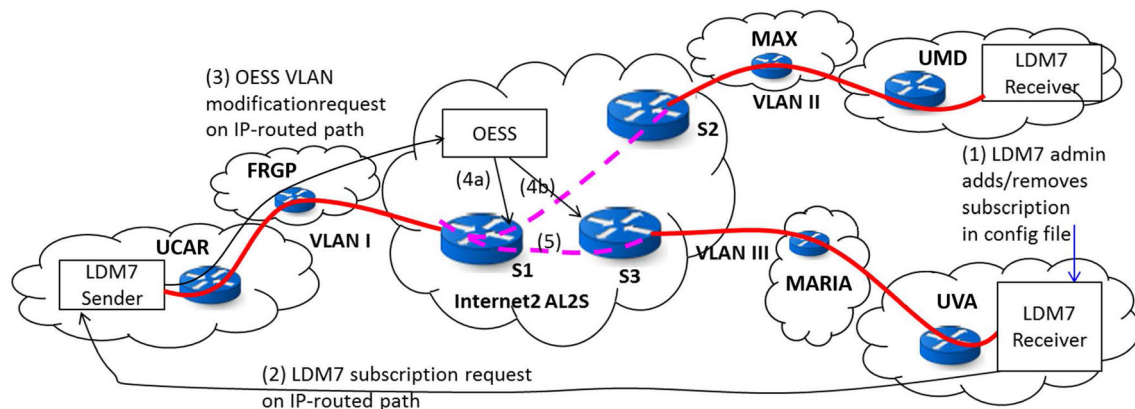 MAX
UMD
LDM7
Receiver
VLAN II
(3) OESS VLAN
modificationrequest
on IP-routed path
OESS
S2
(1) LDM7 admin
adds/removes
subscription
in config file
FRGP
(4a)
(4b)
UCAR
VLAN I
(5)
VLAN III
LDM7
Sender
S1
S3
MARIA
Internet2 AL2S
UVA
LDM7
Receiver
(2) LDM7 subscription request
on IP-routed path